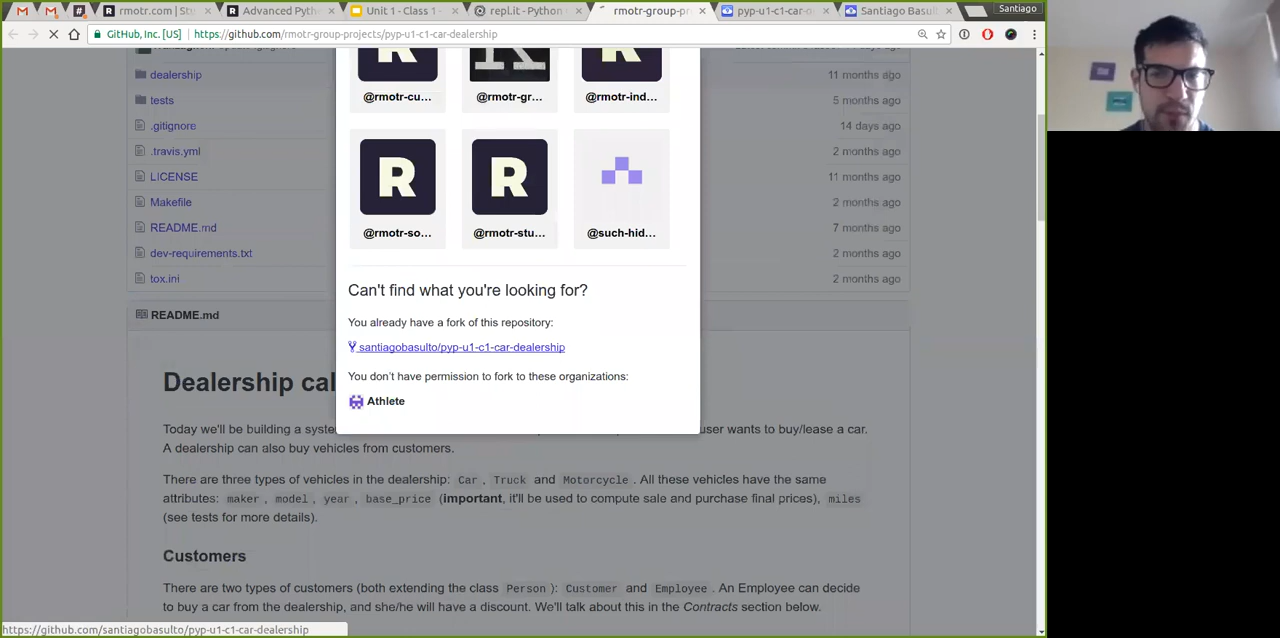 rmotr.com | St
Advanced Pyth
Unit 1 - Class 1
repl.it - Python
rmotr-group-pr
pyp-u1-c1-car-d
Santiago Basult
Santiago
GitHub, Inc. [US]
https://github.com/rmotr-group-projects/pyp-u1-c1-car-dealership
dealership
11 months ago
tests
5 months ago
.gitignore
14 days ago
.travis.yml
2 months ago
LICENSE
11 months ago
Makefile
2 months ago
README.md
7 months ago
dev-requirements.txt
2 months ago
tox.ini
2 months ago
@rmotr-cu...
@rmotr-gr...
@rmotr-ind...
R
R
@rmotr-so...
@rmotr-stu...
@such-hid...
Can't find what you're looking for?
You already have a fork of this repository:
santiagobasulto/pyp-u1-c1-car-dealership
You don't have permission to fork to these organizations:
Athlete
README.md
Dealership cal
Today we'll be building a syste
user wants to buy/lease a car.
A dealership can also buy vehicles from customers.
There are three types of vehicles in the dealership: Car , Truck and Motorcycle . All these vehicles have the same
attributes: maker , model , year , base_price (important, it'll be used to compute sale and purchase final prices), miles
(see tests for more details).
Customers
There are two types of customers (both extending the class Person ): Customer and Employee . An Employee can decide
to buy a car from the dealership, and she/he will have a discount. We'll talk about this in the Contracts section below.
https://github.com/santiagobasulto/pyp-u1-c1-car-dealership